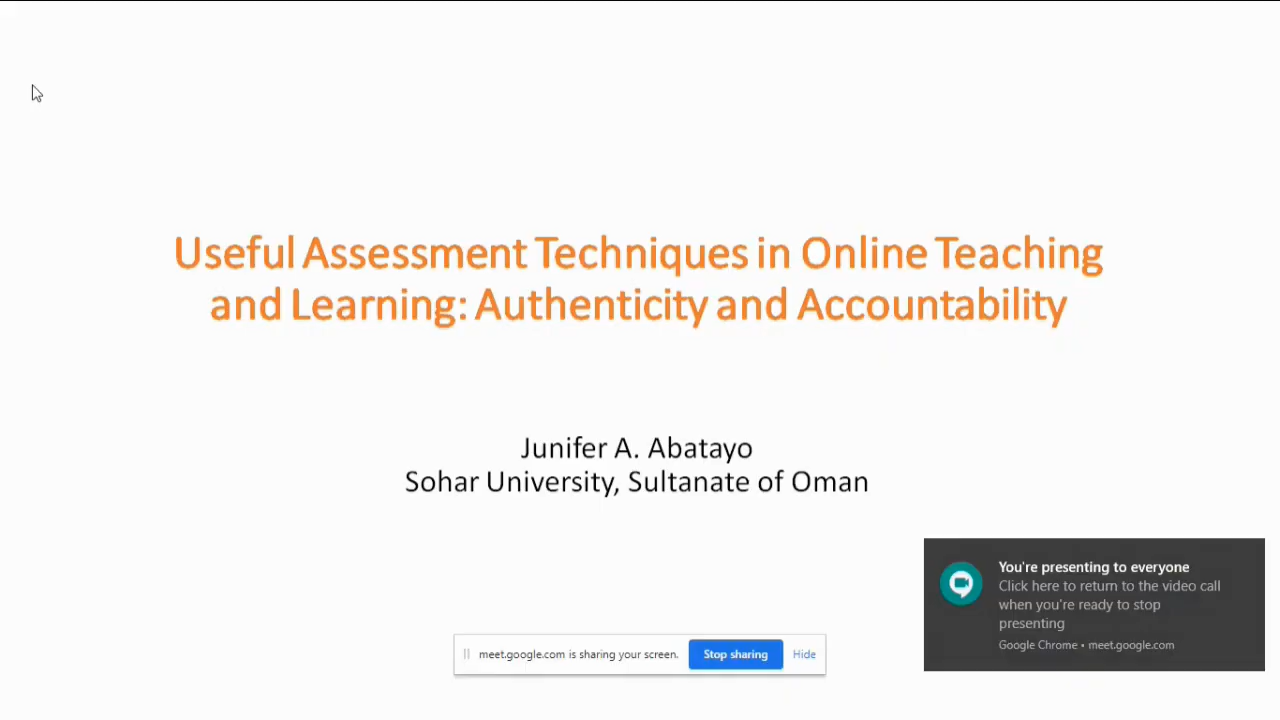 Useful Assessment Techniques in Online Teaching
and Learning: Authenticity and Accountability
Junifer A. Abatayo
Sohar University, Sultanate of Oman
You're presenting to everyone
Click here to return to the video call
when you're ready to stop
presenting
Google Chrome • meet.google.com
meet.google.com is sharing your screen. Stop sharing Hide